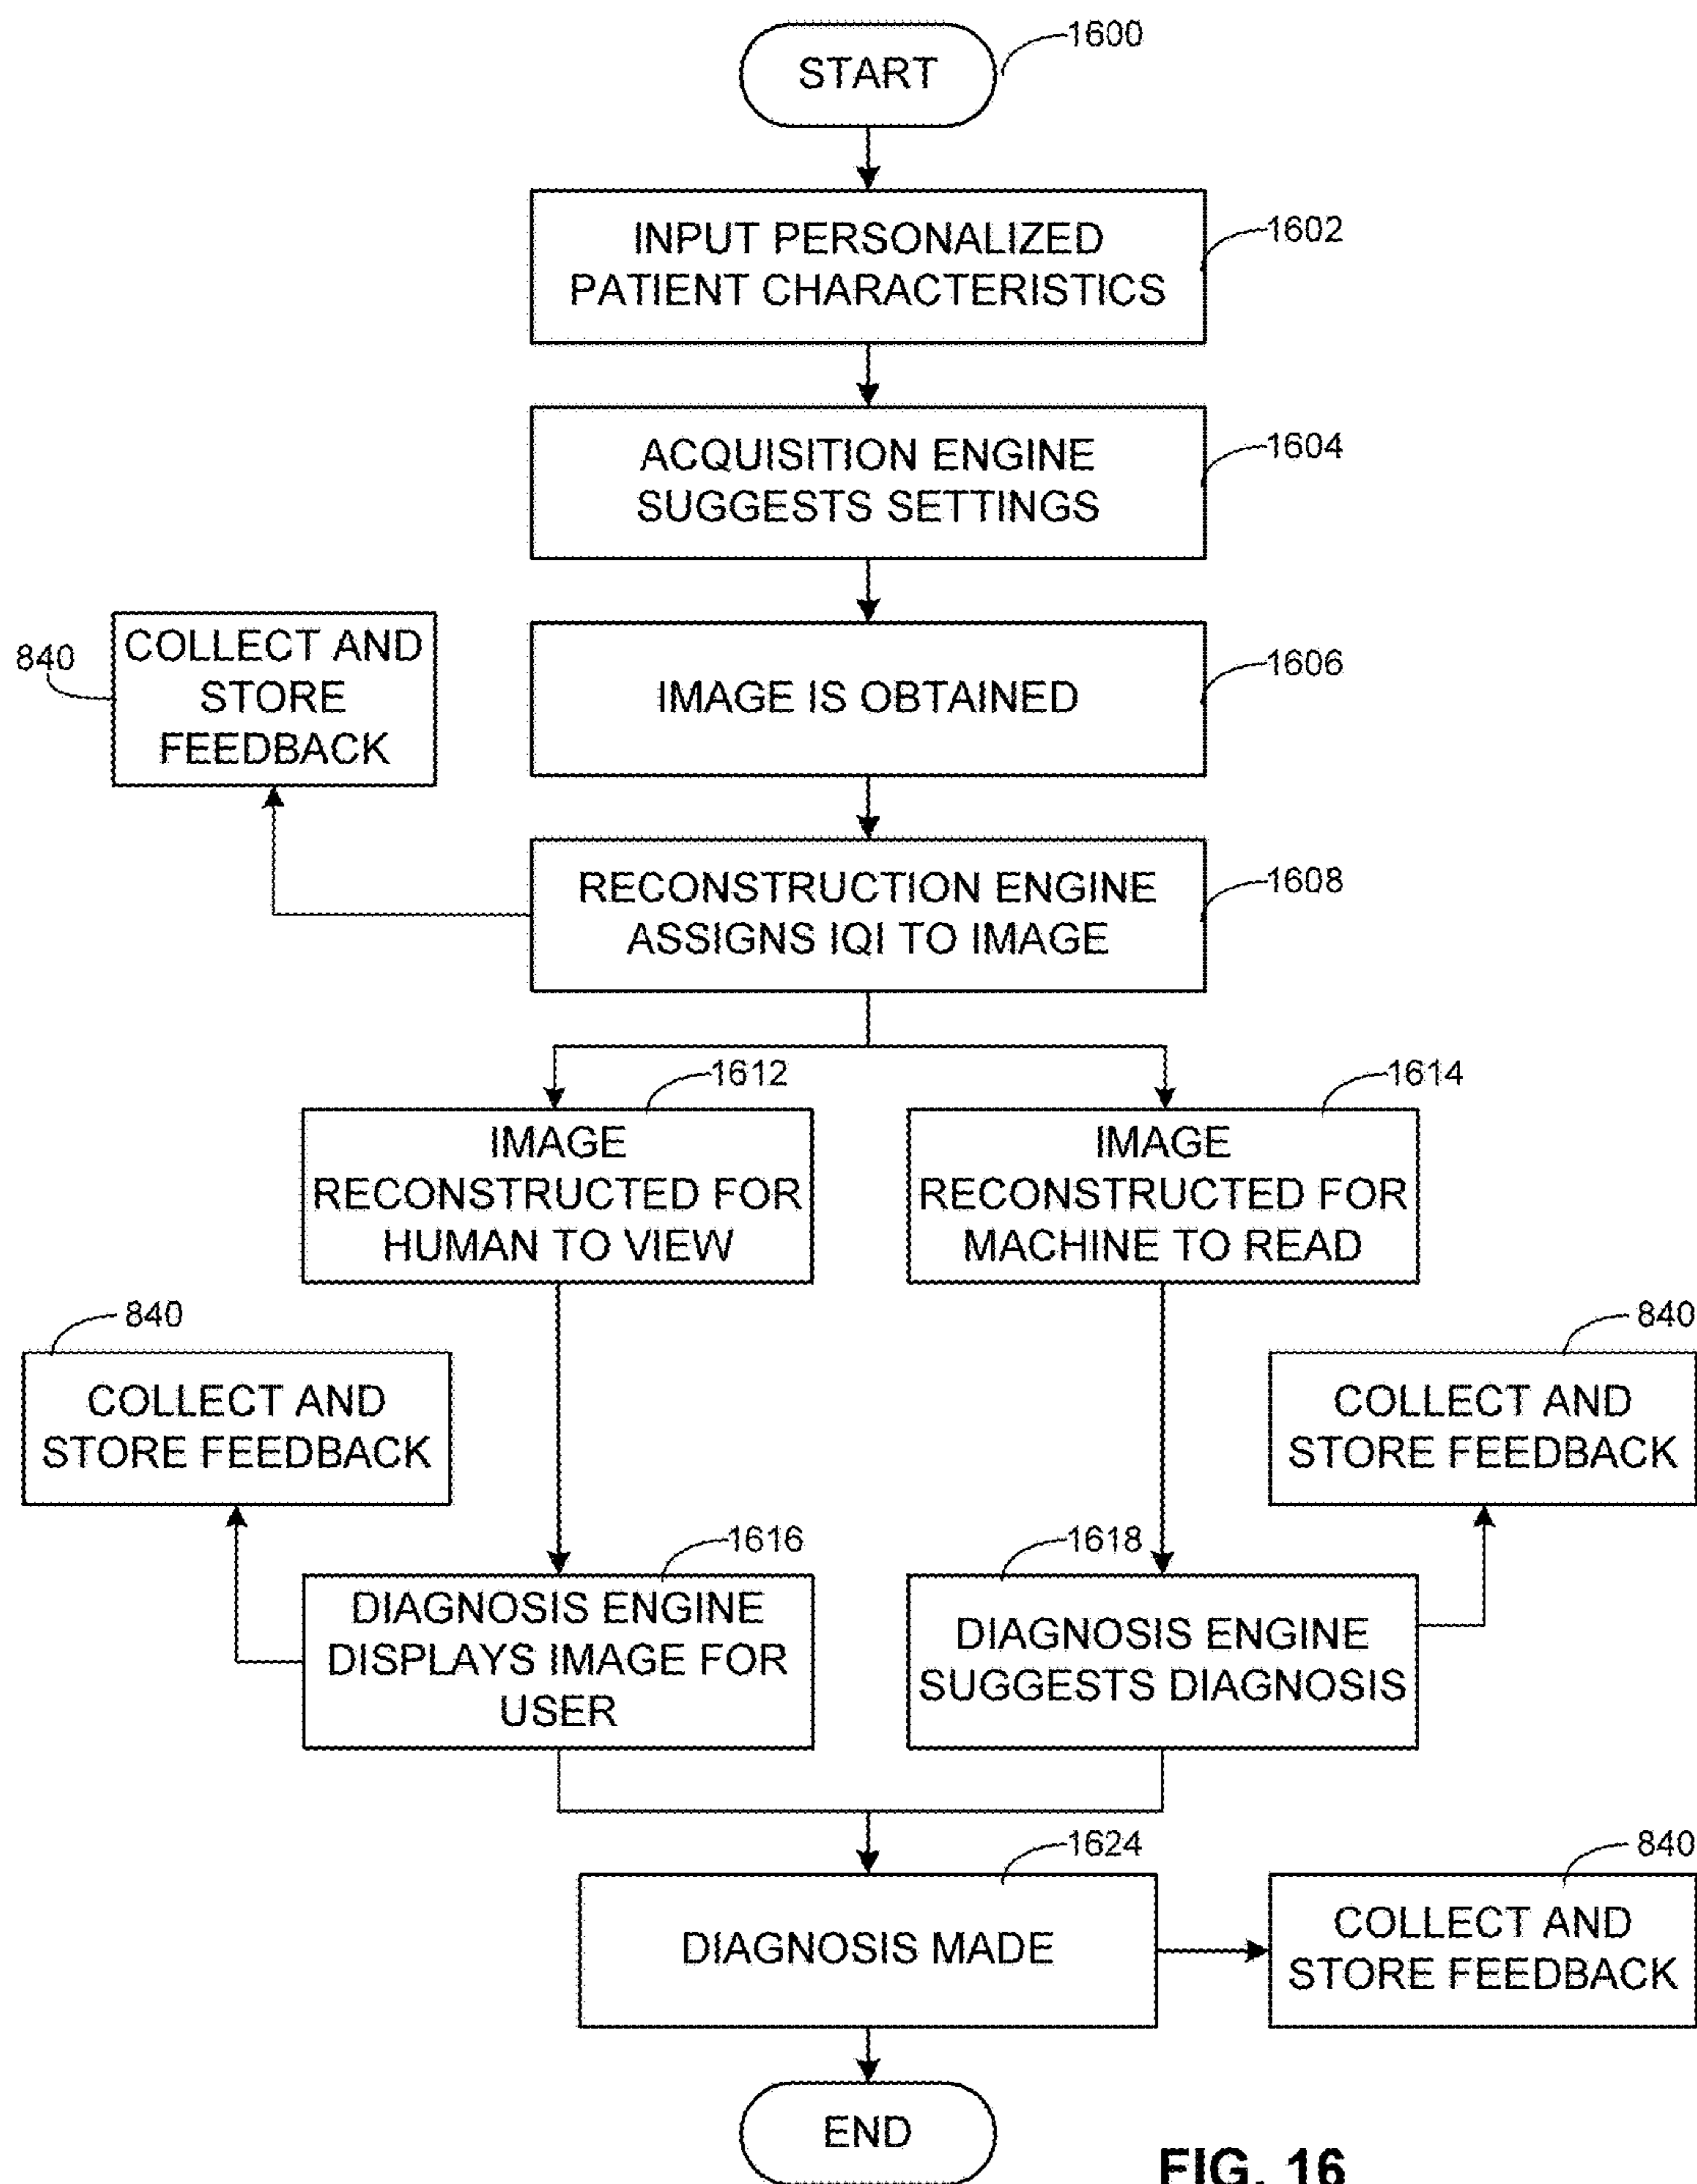 START
1600
INPUT PERSONALIZED
PATIENT CHARACTERISTICS
1602
ACQUISITION ENGINE
SUGGESTS SETTINGS
1604
840
COLLECT AND
STORE
FEEDBACK
IMAGE IS OBTAINED
1606
RECONSTRUCTION ENGINE
ASSIGNS IQI TO IMAGE
1608
1612
IMAGE
RECONSTRUCTED FOR
HUMAN TO VIEW
1614
IMAGE
RECONSTRUCTED FOR
MACHINE TO READ
840
COLLECT AND
STORE FEEDBACK
840
COLLECT AND
STORE FEEDBACK
1616
DIAGNOSIS ENGINE
DISPLAYS IMAGE FOR
USER
1618
DIAGNOSIS ENGINE
SUGGESTS DIAGNOSIS
1624
DIAGNOSIS MADE
840
COLLECT AND
STORE FEEDBACK
END
FIG. 16